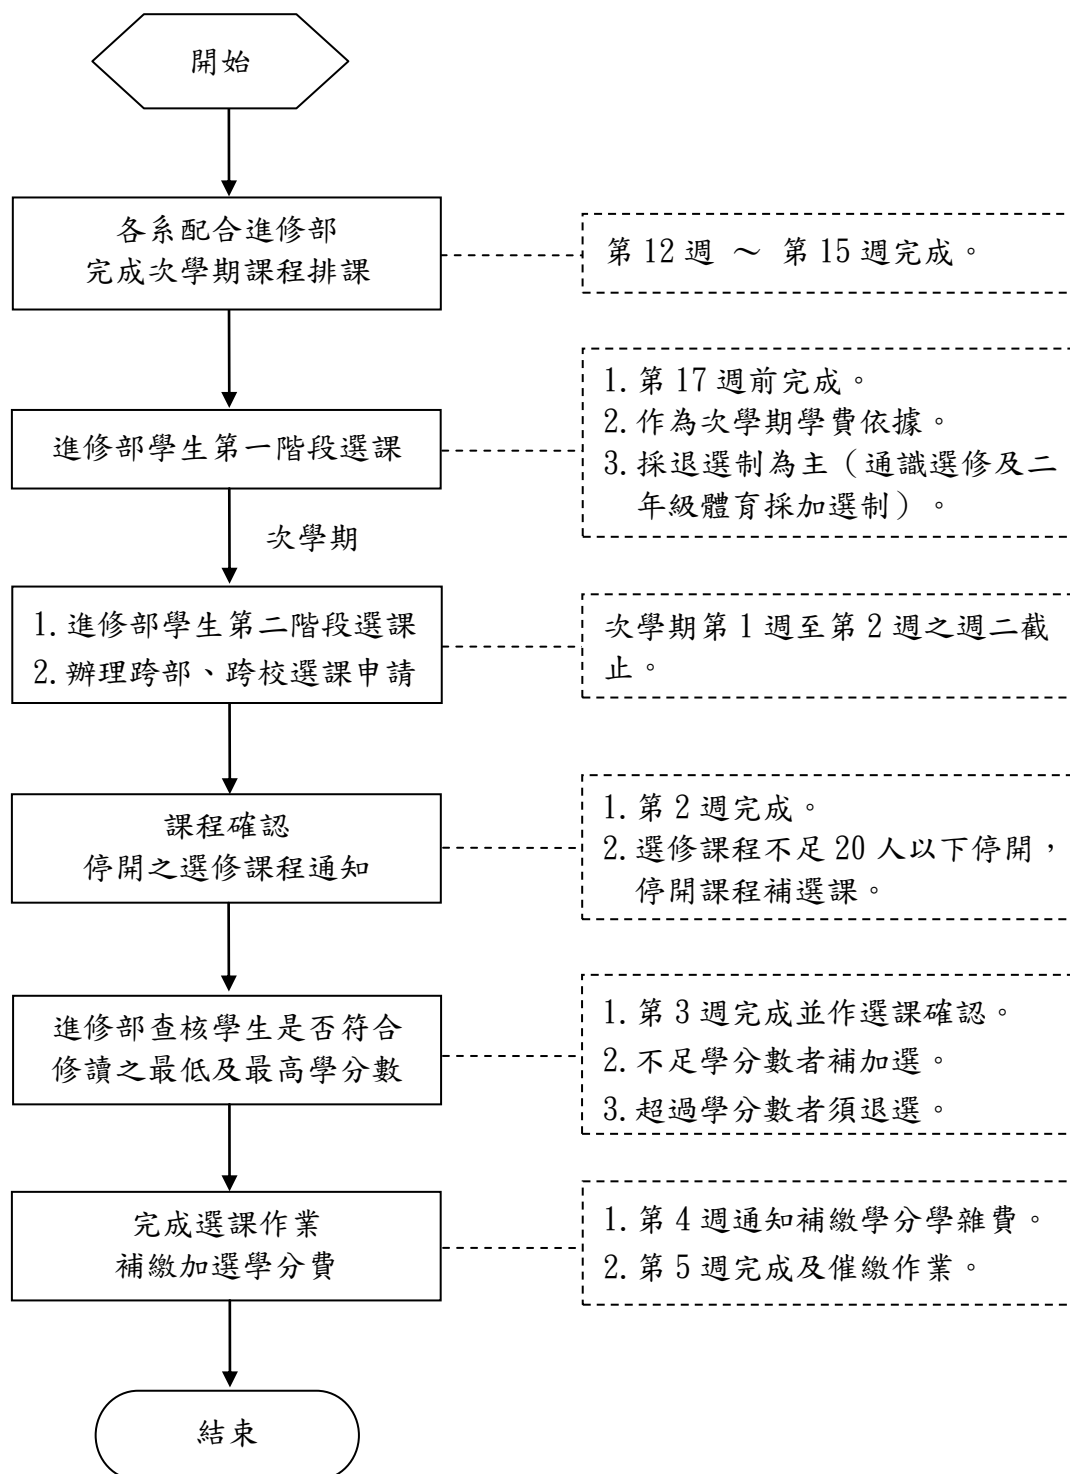 開始
各系配合進修部
完成次學期課程排課
第 12 週 ～ 第 15 週完成。
1. 第 17 週前完成。
2. 作為次學期學費依據。
3. 採退選制為主（通識選修及二
年級體育採加選制）。
進修部學生第一階段選課
次學期
1. 進修部學生第二階段選課
2. 辦理跨部、跨校選課申請
次學期第 1 週至第 2 週之週二截
止。
課程確認
停開之選修課程通知
1. 第 2 週完成。
2. 選修課程不足 20 人以下停開，
停開課程補選課。
進修部查核學生是否符合
修讀之最低及最高學分數
1. 第 3 週完成並作選課確認。
2. 不足學分數者補加選。
3. 超過學分數者須退選。
完成選課作業
補繳加選學分費
1. 第 4 週通知補繳學分學雜費。
2. 第 5 週完成及催繳作業。
結束